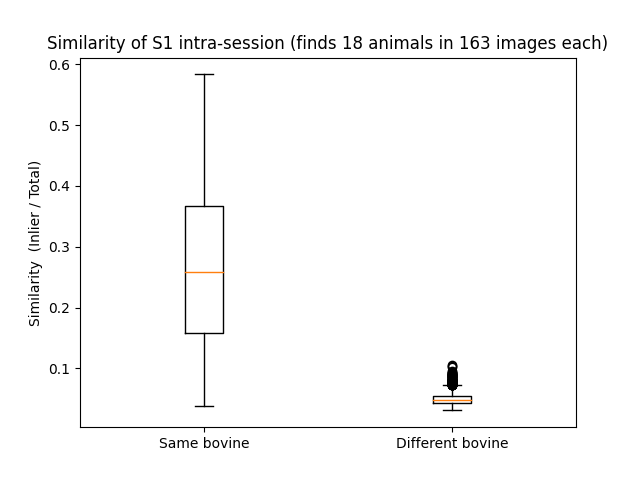 Similarity of S1 intra-session (finds 18 animals in 163 images each)
0.6
0.5
0.4
0.3
0.2
0.1
Similarity (Inlier / Total)
Same bovine
Different bovine